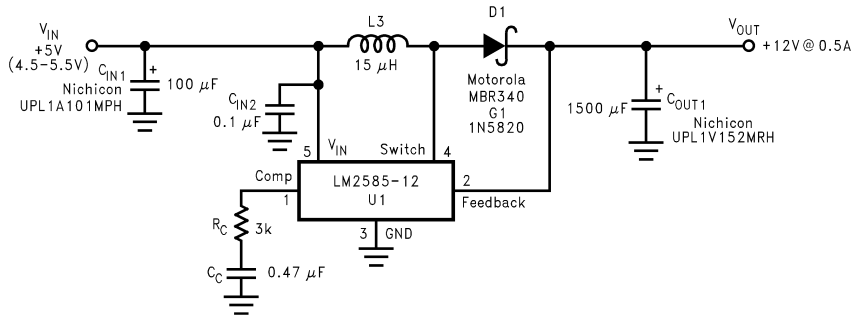 V_IN
+5V
(4.5-5.5V)
C_IN1
+
100 μF
Nichicon
UPL1A101MPH
C_IN2
0.1 μF
L3
15 μH
D1
Motorola
MBR340
G1
1N5820
V_OUT
+12V@0.5A
+
C_OUT1
1500 μF
Nichicon
UPL1V152MRH
5
V_IN
Switch
4
Comp
1
LM2585-12
U1
2
Feedback
3
GND
R_C
3k
C_C
0.47 μF